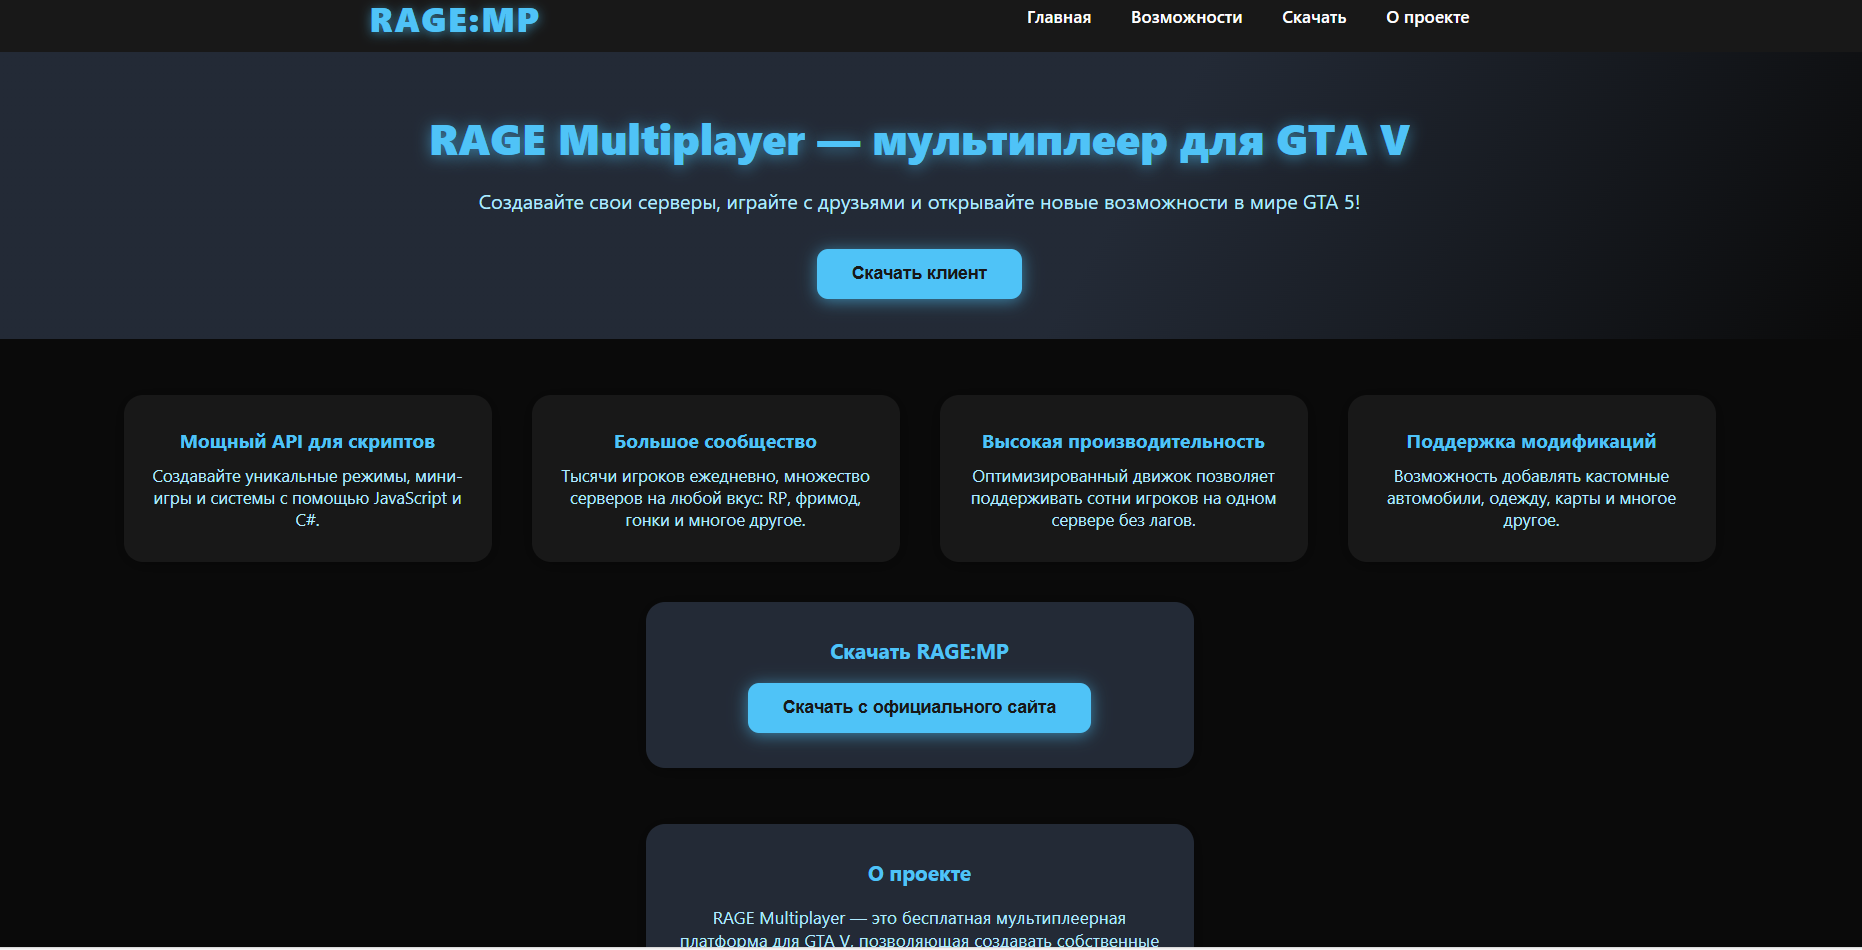 RAGE:MP
Главная Возможности Скачать О проекте
RAGE Multiplayer — мультиплеер для GTA V
Создавайте свои серверы, играйте с друзьями и открывайте новые возможности в мире GTA 5!
Скачать клиент
Мощный API для скриптов
Создавайте уникальные режимы, мини-
игры и системы с помощью JavaScript и
C#.
Большое сообщество
Тысячи игроков ежедневно, множество
серверов на любой вкус: RP, фримод,
гонки и многое другое.
Высокая производительность
Оптимизированный движок позволяет
поддерживать сотни игроков на одном
сервере без лагов.
Поддержка модификаций
Возможность добавлять кастомные
автомобили, одежду, карты и многое
другое.
Скачать RAGE:MP
Скачать с официального сайта
О проекте
RAGE Multiplayer — это бесплатная мультиплеерная
платформа для GTA V, позволяющая создавать собственные